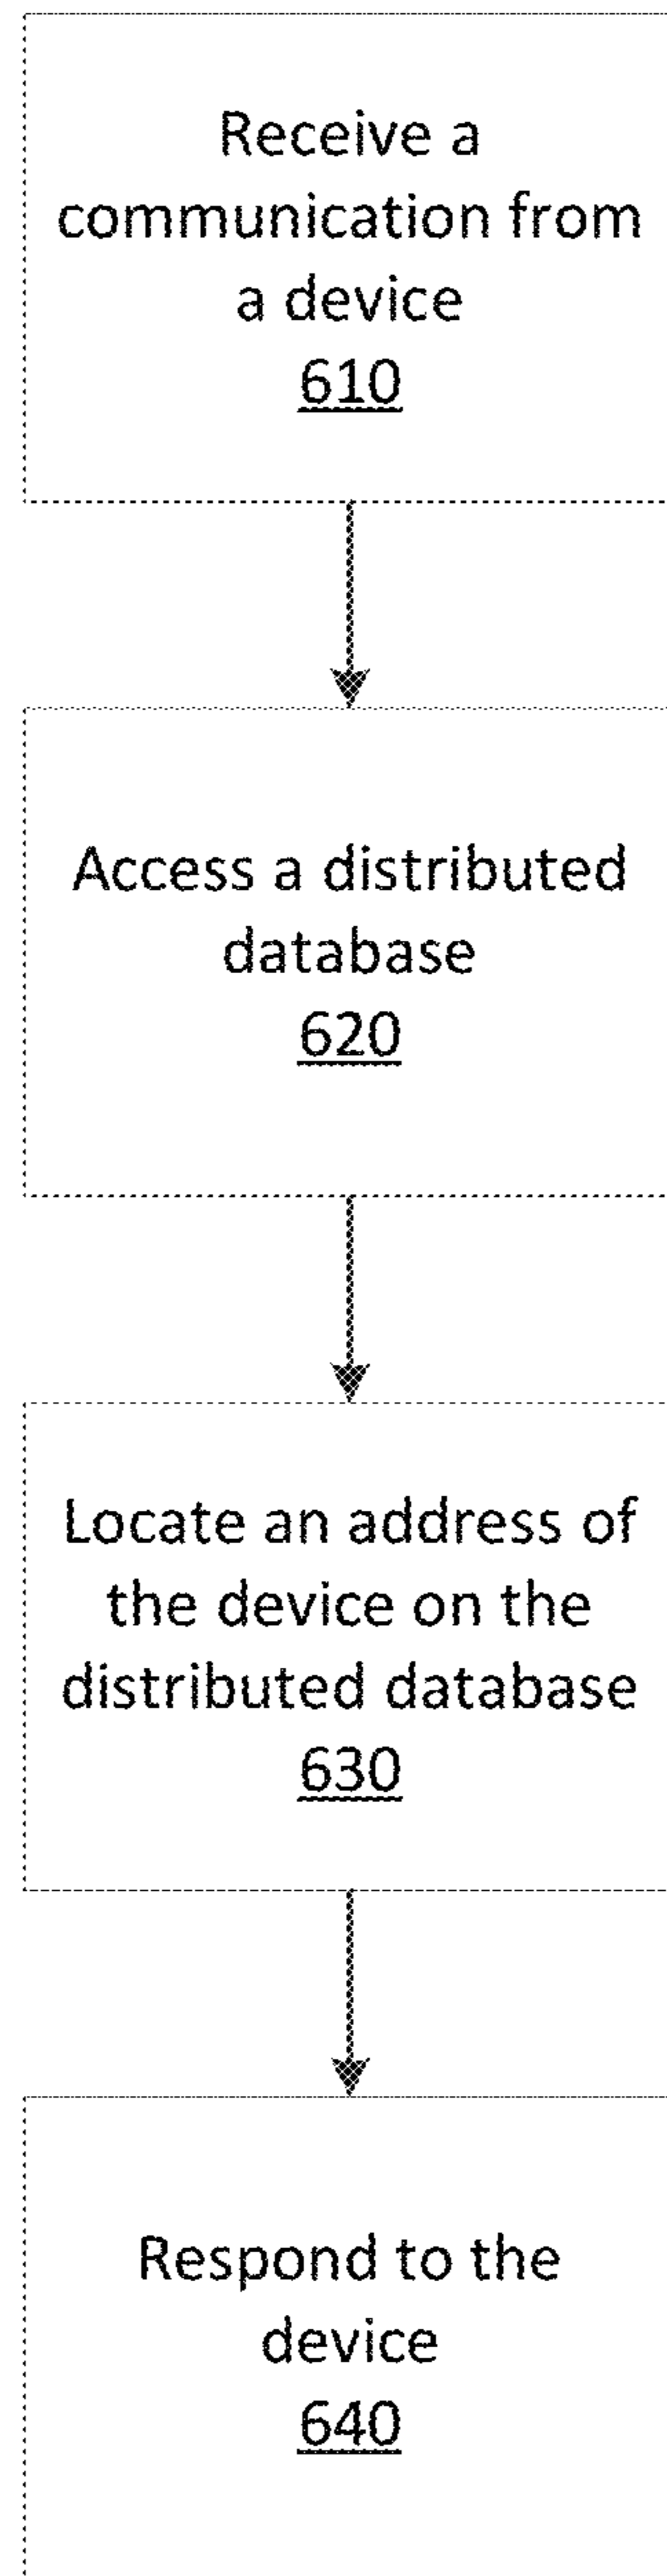 Receive a
communication from
a device
610
Access a distributed
database
620
Locate an address of
the device on the
distributed database
630
Respond to the
device
640